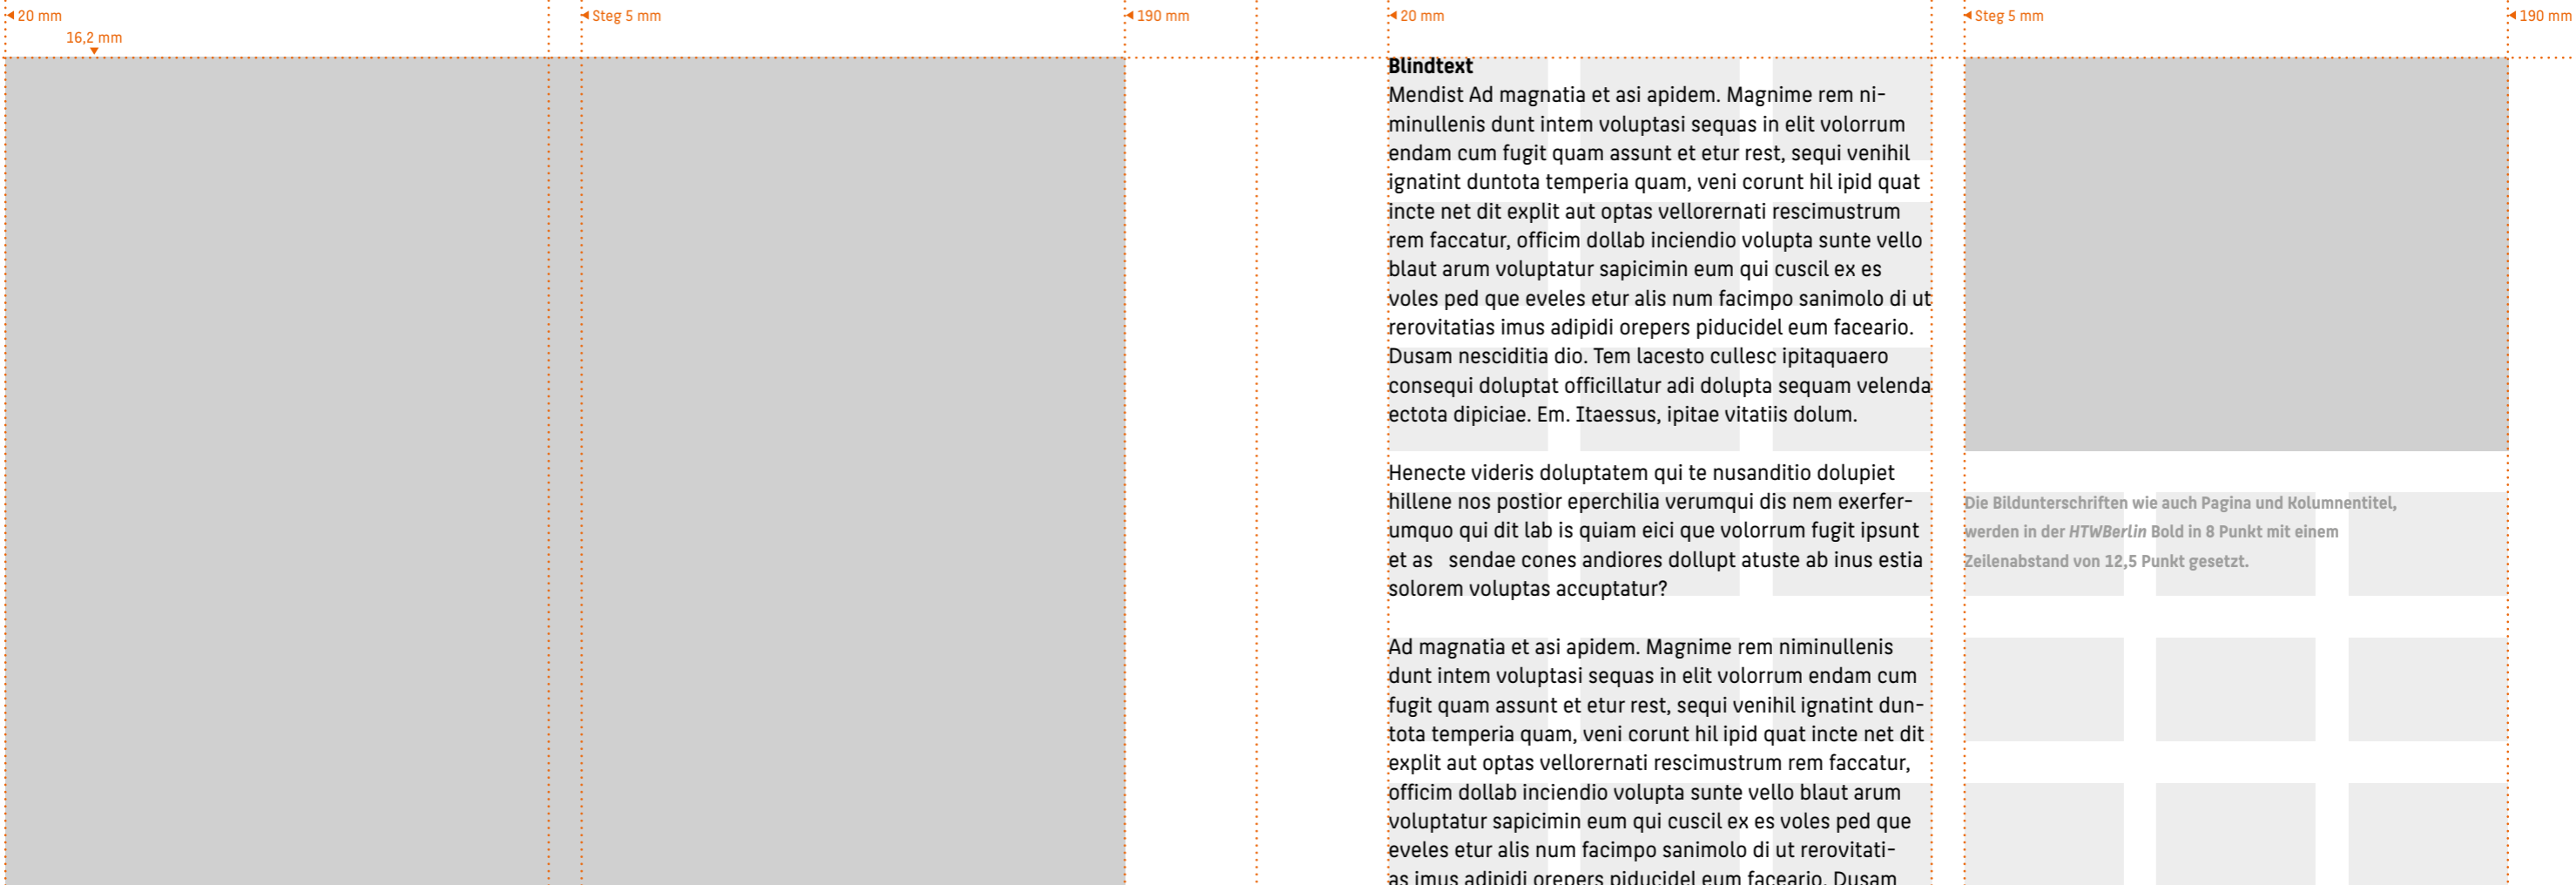 20 mm
Steg 5 mm
190 mm
20 mm
Steg 5 mm
190 mm
16,2 mm
Blindtext
Mendist Ad magnatia et asi apidem. Magnime rem ni-
minullenis dunt intem voluptasi sequas in elit volorrum
endam cum fugit quam assunt et etur rest, sequi venihil
ignatint duntota temperia quam, veni corunt hil ipid quat
incte net dit explit aut optas vellorernati rescimustrum
rem faccatur, officim dollab inciendio volupta sunte vello
blaut arum voluptatur sapicimin eum qui cuscil ex es
voles ped que eveles etur alis num facimpo sanimolo di ut
rerovitatias imus adipidi orepers piducidel eum faceario.
Dusam nesciditia dio. Tem lacesto cullesc ipitaquaero
consequi doluptat officillatur adi dolupta sequam velenda
ectota dipiciae. Em. Itaessus, ipitae vitatiis dolum.
Henecte videris doluptatem qui te nusanditio dolupiet
hillene nos postior eperchilia verumqui dis nem exerfer-
umquo qui dit lab is quiam eici que volorrum fugit ipsunt
et as sendae cones andiores dollupt atuste ab inus estia
solorem voluptas accuptatur?
Ad magnatia et asi apidem. Magnime rem niminullenis
dunt intem voluptasi sequas in elit volorrum endam cum
fugit quam assunt et etur rest, sequi venihil ignatint dun-
tota temperia quam, veni corunt hil ipid quat incte net dit
explit aut optas vellorernati rescimustrum rem faccatur,
officim dollab inciendio volupta sunte vello blaut arum
voluptatur sapicimin eum qui cuscil ex es voles ped que
eveles etur alis num facimpo sanimolo di ut rerovitati-
as imus adipidi orepers piducidel eum faceario. Dusam
Die Bildunterschriften wie auch Pagina und Kolumnentitel,
werden in der HTWBerlin Bold in 8 Punkt mit einem
Zeilenabstand von 12,5 Punkt gesetzt.